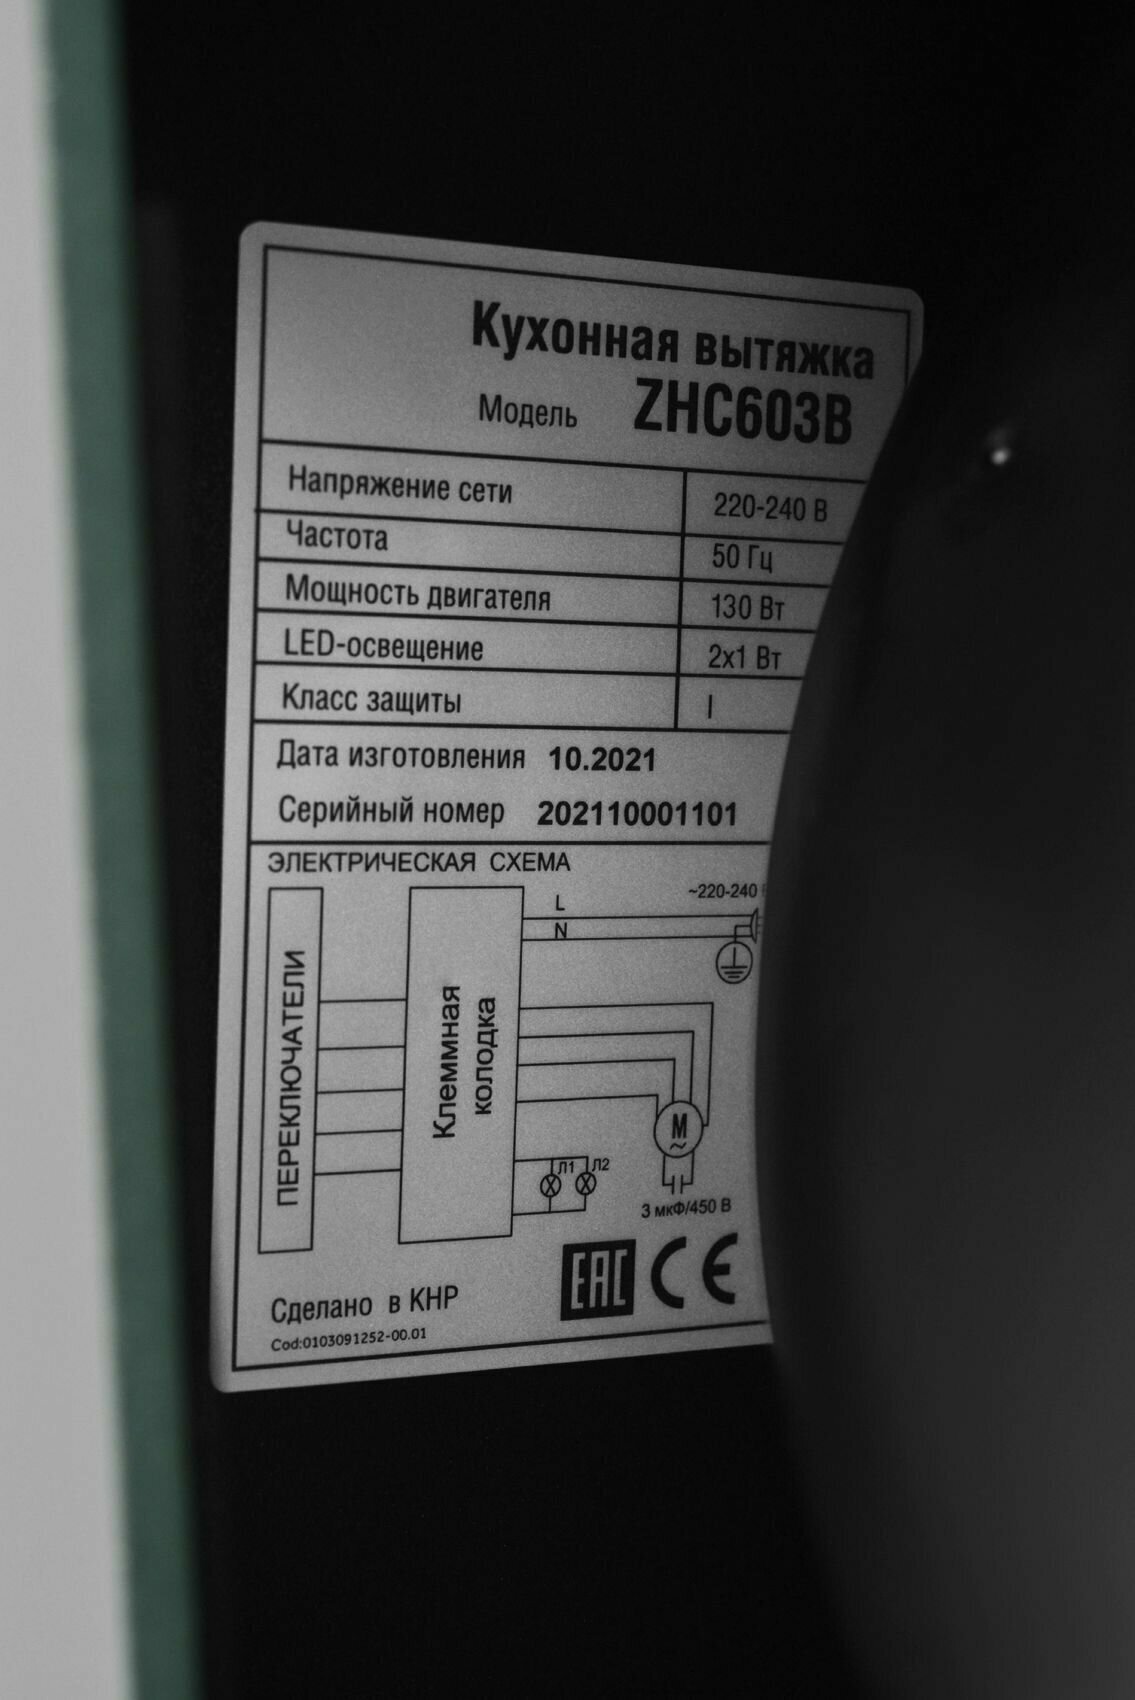 Кухонная вытяжка
Модель ZHC603B
Напряжение сети 220-240 В
Частота 50 Гц
Мощность двигателя 130 Вт
LED-освещение 2x1 Вт
Класс защиты I
Дата изготовления 10.2021
Серийный номер 202110001101
ЭЛЕКТРИЧЕСКАЯ СХЕМА
ПЕРЕКЛЮЧАТЕЛИ
Клеммная
колодка
L
N
~220-240
M
~
Л1 Л2
3 мкФ/450 В
EAC CE
Сделано в КНР
Cod:0103091252-00.01